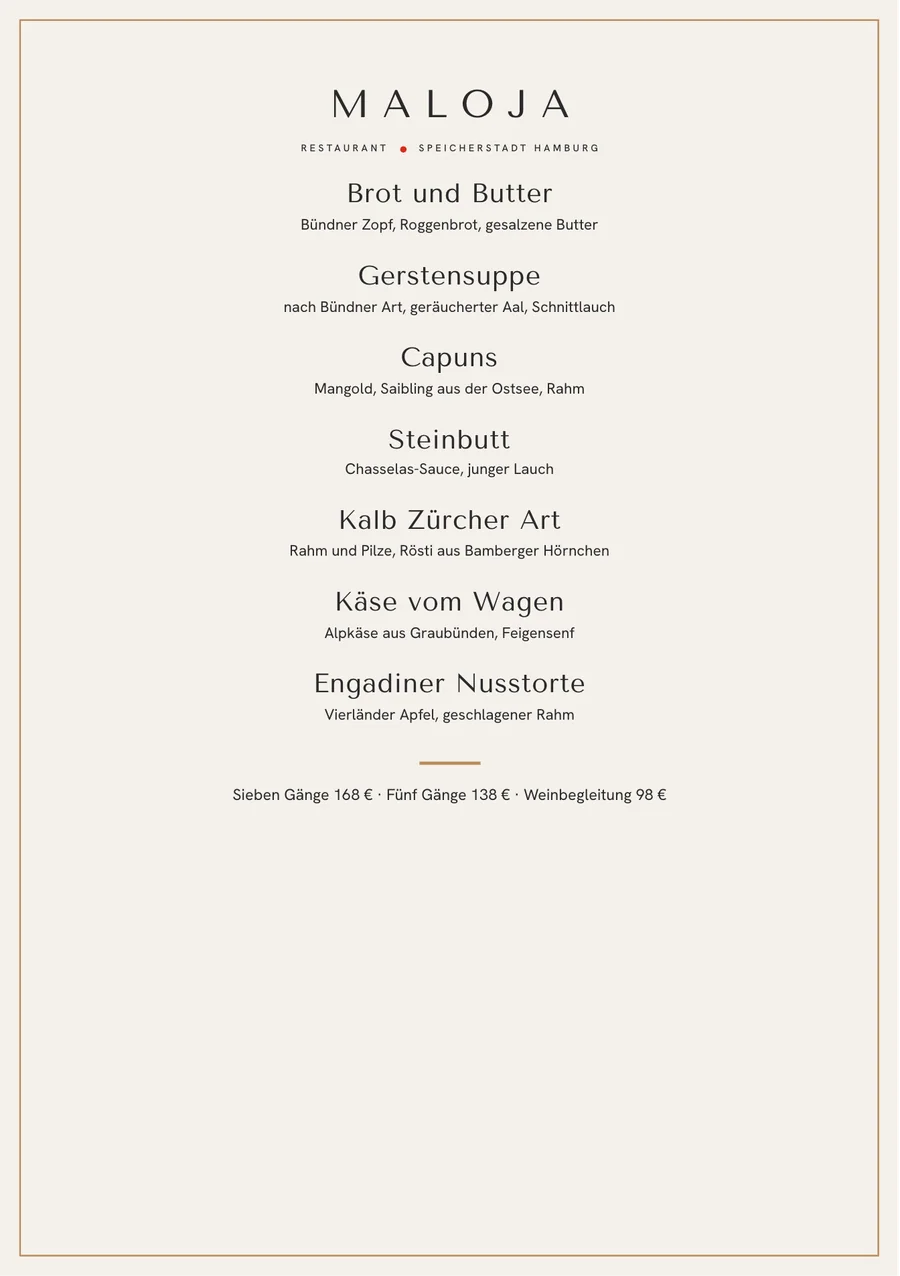 MALOJA
RESTAURANT • SPEICHERSTADT HAMBURG
Brot und Butter
Bündner Zopf, Roggenbrot, gesalzene Butter
Gerstensuppe
nach Bündner Art, geräucherter Aal, Schnittlauch
Capuns
Mangold, Saibling aus der Ostsee, Rahm
Steinbutt
Chasselas-Sauce, junger Lauch
Kalb Zürcher Art
Rahm und Pilze, Rösti aus Bamberger Hörnchen
Käse vom Wagen
Alpkäse aus Graubünden, Feigensenf
Engadiner Nusstorte
Vierländer Apfel, geschlagener Rahm
Sieben Gänge 168 € · Fünf Gänge 138 € · Weinbegleitung 98 €